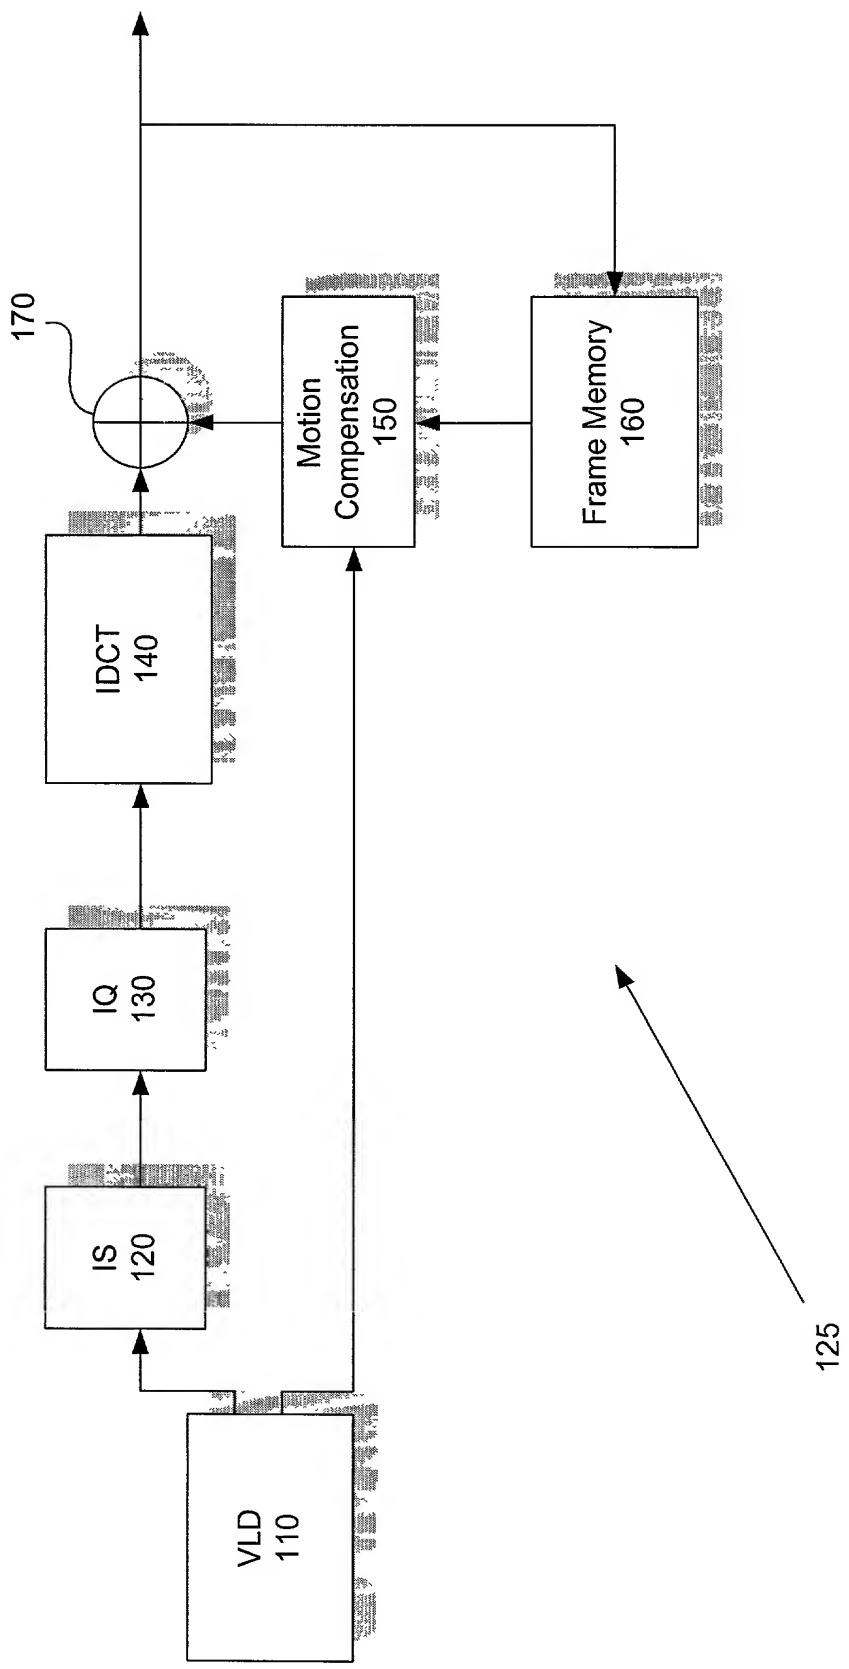 VLD
110
IS
120
IQ
130
IDCT
140
170
Motion
Compensation
150
Frame Memory
160
125